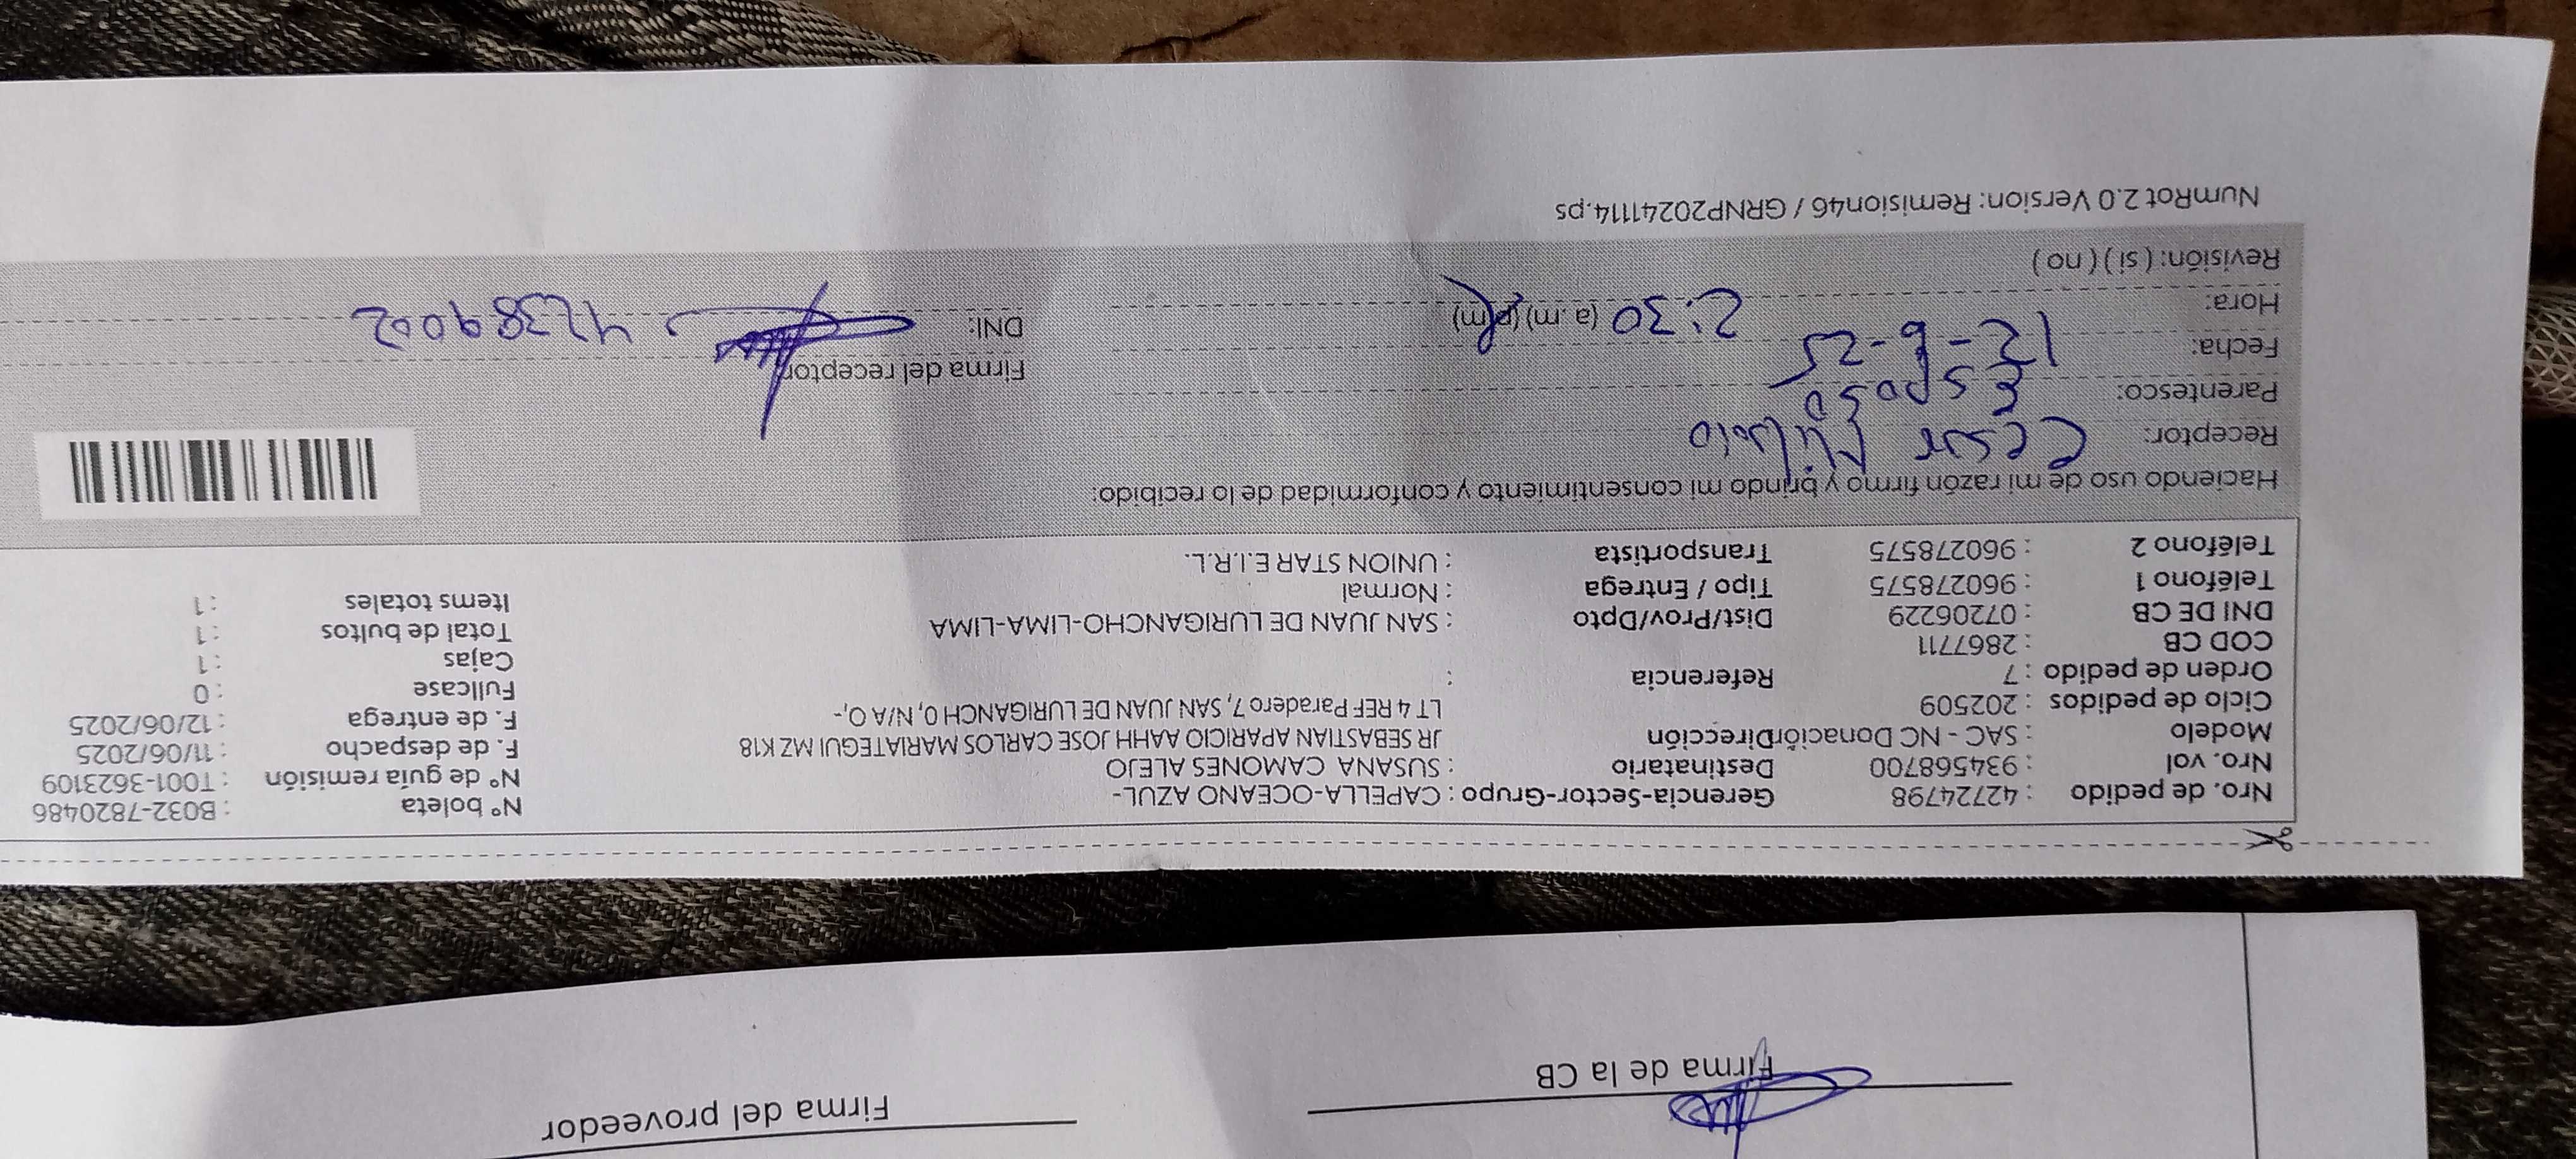 Firma de la CB
Firma del proveedor
Nro. de pedido : 42724798 Gerencia-Sector-Grupo : CAPELLA-OCEANO AZUL- N° boleta : B032-7820486
Nro. vol : 934568700 Destinatario : SUSANA CAMONES ALEJO N° de guía remisión : T001-3623109
Modelo : SAC - NC Donación Dirección JR SEBASTIAN APARICIO AAHH JOSE CARLOS MARIATEGUI MZ K18 F. de despacho : 11/06/2025
Ciclo de pedidos : 202509 LT 4 REF Paradero 7, SAN JUAN DE LURIGANCH 0, N/A O,- F. de entrega : 12/06/2025
Orden de pedido : 7 Referencia : Fullcase : 0
COD CB : 2867711 Cajas : 1
DNI DE CB : 07206229 Dist/Prov/Dpto : SAN JUAN DE LURIGANCHO-LIMA-LIMA Total de bultos : 1
Teléfono 1 : 960278575 Tipo / Entrega : Normal Items totales : 1
Teléfono 2 : 960278575 Transportista : UNION STAR E.I.R.L.
Haciendo uso de mi razón firmo y brindo mi consentimiento y conformidad de lo recibido:
Receptor: Cesar
Parentesco: Esposo
Fecha: 12-6-25 Firma del receptor
Hora: 2:30 (a. m) (p. m) DNI: 42389002
Revisión: ( si ) ( no )
NumRot 2.0 Version: Remision46 / GRNP20241114.ps